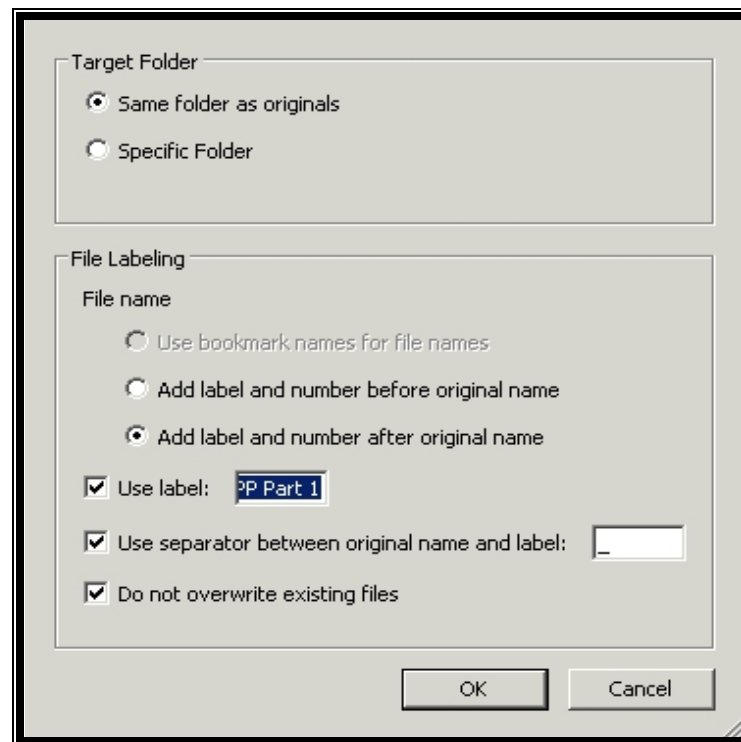 Target Folder
Same folder as originals
Specific Folder
File Labeling
File name
Use bookmark names for file names
Add label and number before original name
Add label and number after original name
Use label: PP Part 1
Use separator between original name and label: _
Do not overwrite existing files
OK Cancel